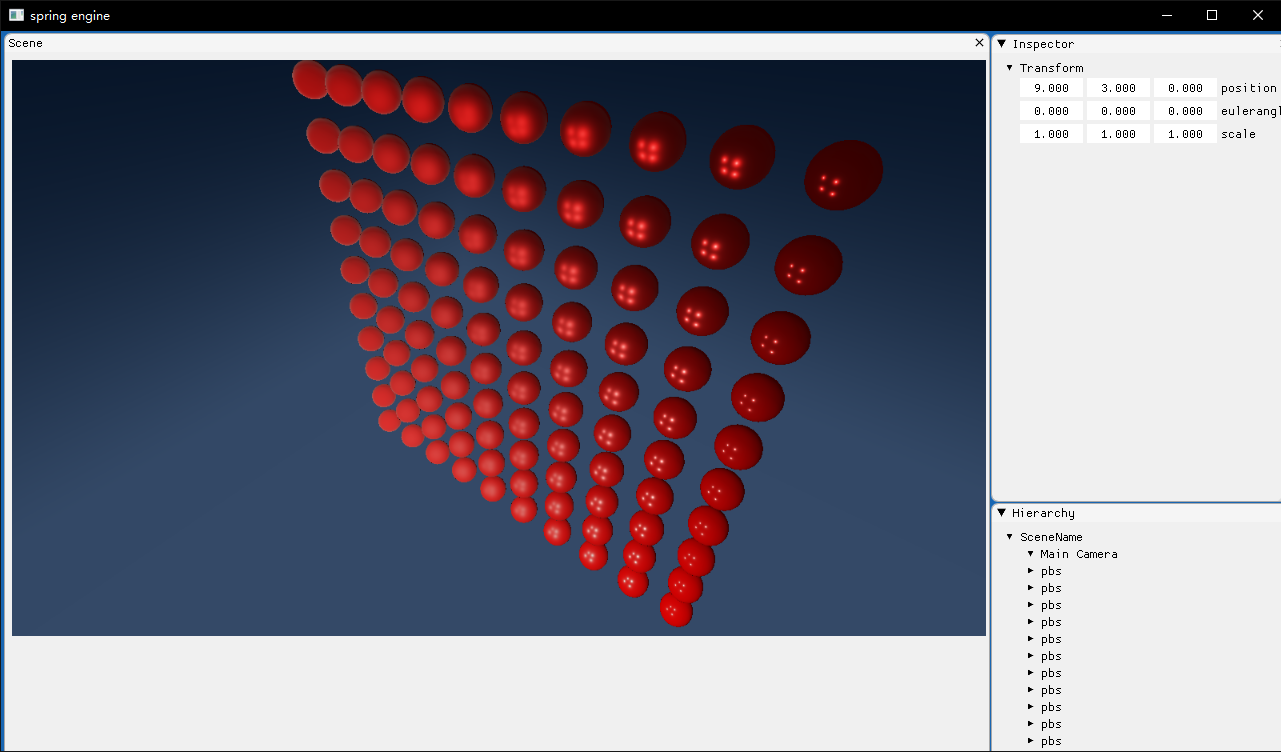 spring engine
Scene
Inspector
Transform
9.000 3.000 0.000 position
0.000 0.000 0.000 eulerangl
1.000 1.000 1.000 scale
Hierarchy
SceneName
Main Camera
pbs
pbs
pbs
pbs
pbs
pbs
pbs
pbs
pbs
pbs
pbs